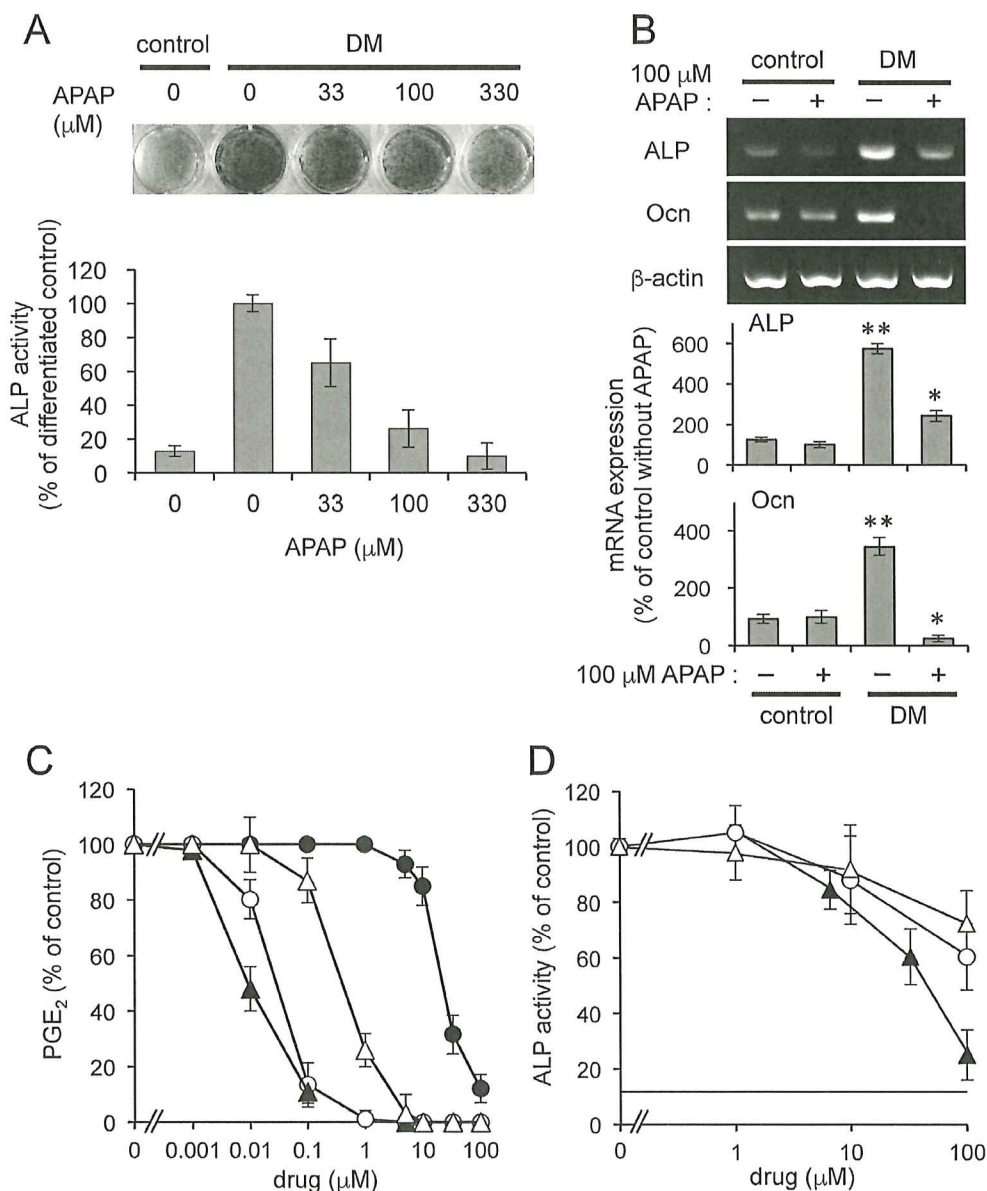 A
control DM
APAP (μM) 0 0 33 100 330
ALP activity (% of differentiated control)
120
100
80
60
40
20
0
0 0 33 100 330
APAP (μM)
B
control DM
100 μM APAP : − + − +
ALP
Ocn
β-actin
mRNA expression (% of control without APAP)
ALP
600
400
200
0
** *
Ocn
400
200
0
** *
100 μM APAP : − + − +
control DM
C
PGE2 (% of control)
120
100
80
60
40
20
0
0 0.001 0.01 0.1 1 10 100
drug (μM)
D
ALP activity (% of control)
120
100
80
60
40
20
0
0 1 10 100
drug (μM)